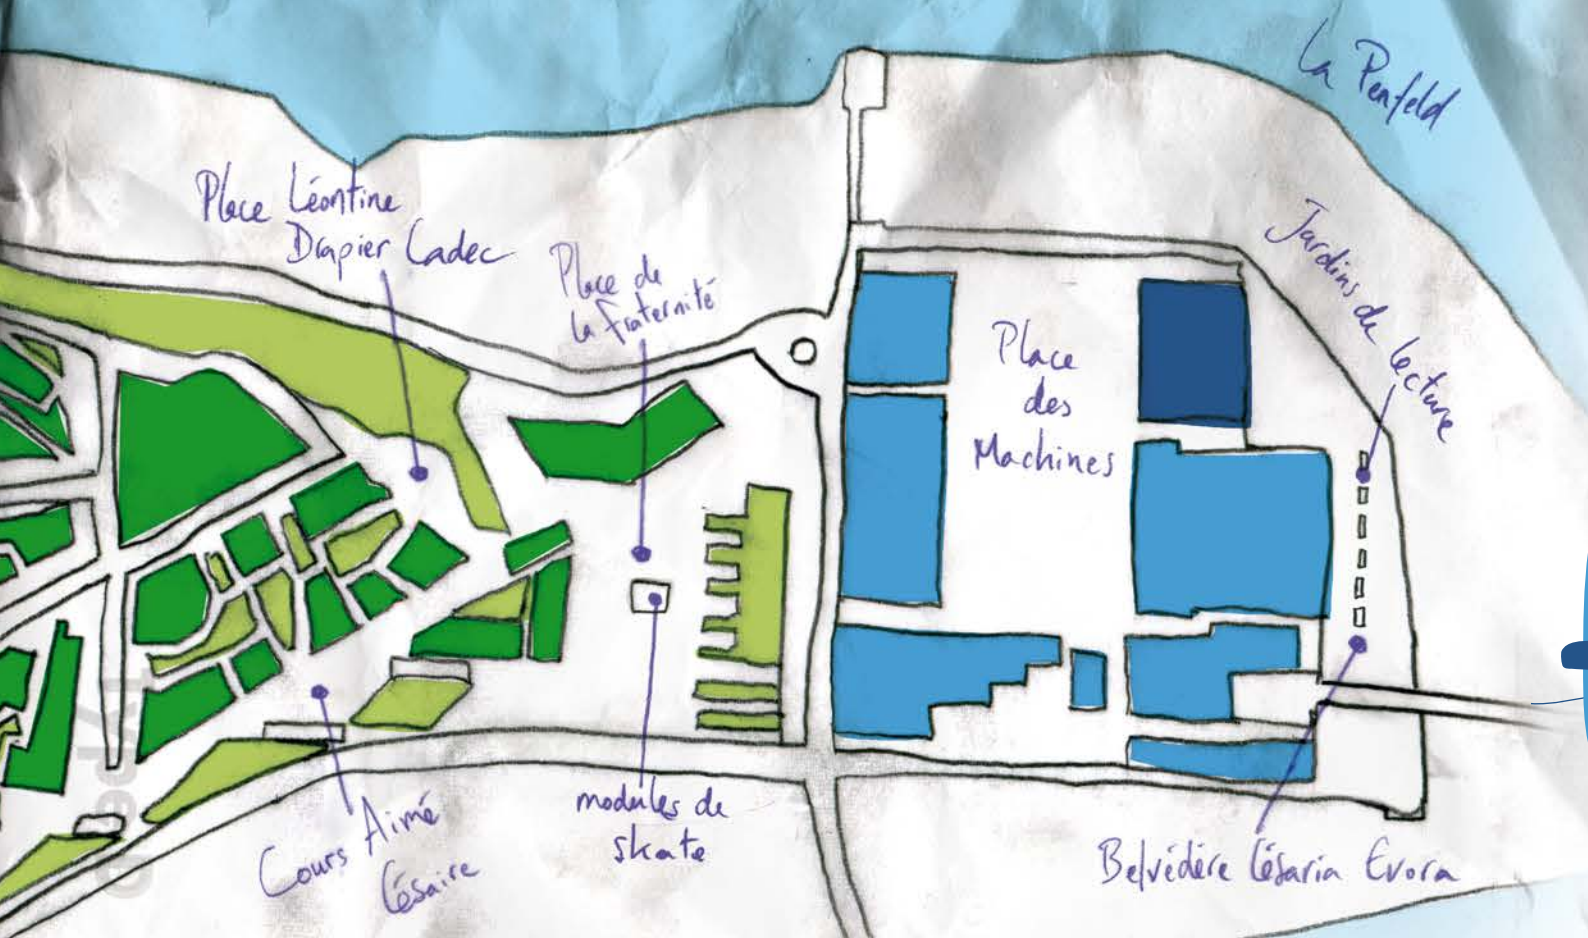 La Penfeld
Place Léontine
Drapier Cadec
Place de
la fraternité
Jardins de lecture
Place
des
Machines
Cours Aimé
Césaire
modules de
skate
Belvédère Césaria Evora